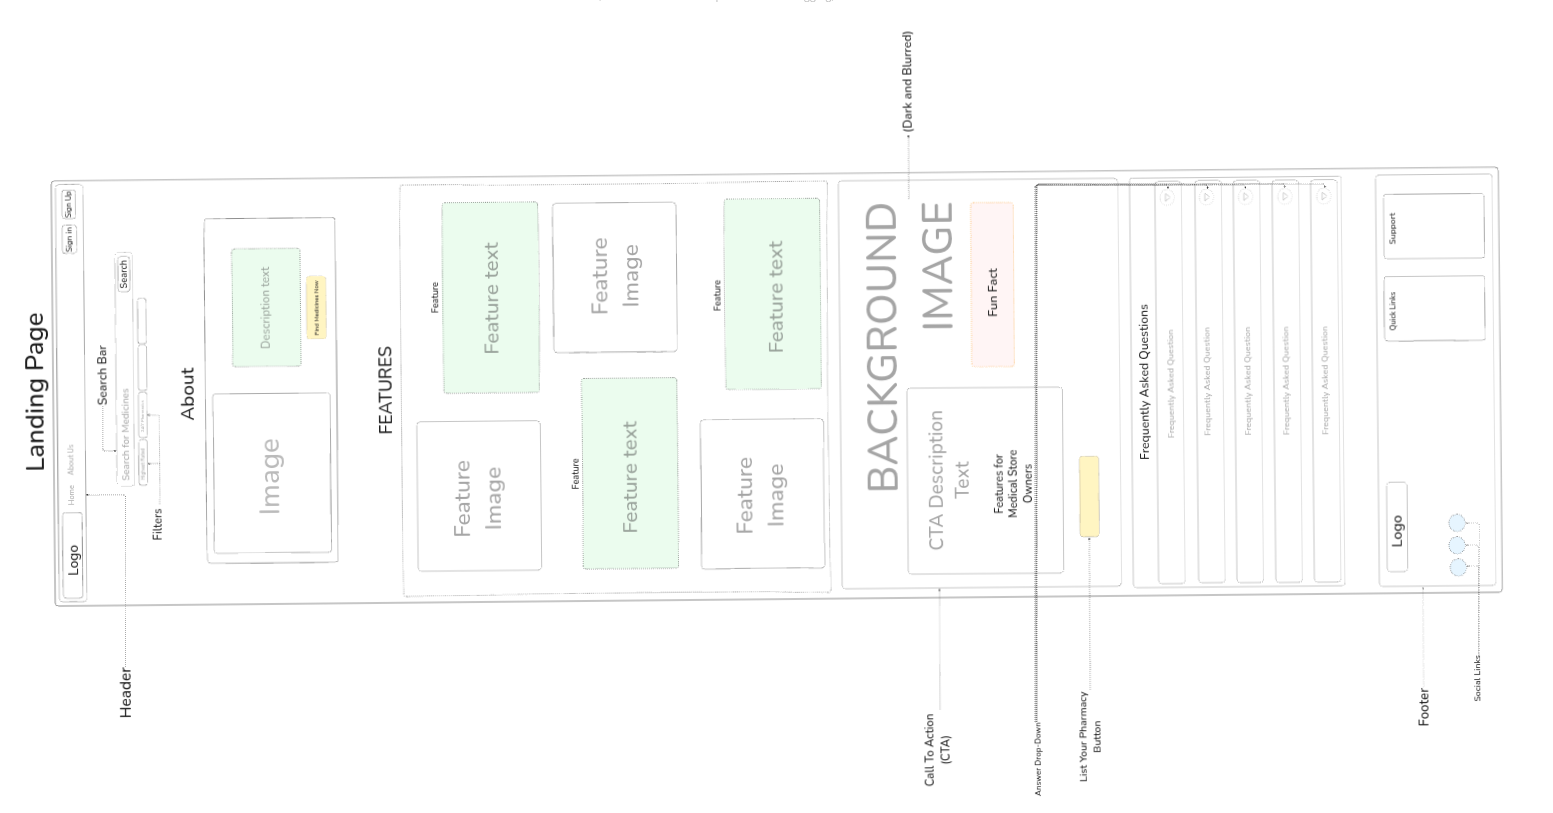 Landing Page
Logo
Home
About Us
Sign in
Sign Up
Header
Search Bar
Search for Medicines
Search
Filters
About
Image
Description text
Find Medicines Now
FEATURES
Feature
Image
Feature
Feature text
Feature
Feature text
Feature
Image
Feature
Image
Feature
Feature text
BACKGROUND
IMAGE
(Dark and Blurred)
CTA Description
Text
Features for
Medical Store
Owners
Fun Fact
Call To Action
(CTA)
Answer Drop-Down
List Your Pharmacy
Button
Frequently Asked Questions
Frequently Asked Question
Frequently Asked Question
Frequently Asked Question
Frequently Asked Question
Frequently Asked Question
Logo
Quick Links
Support
Footer
Social Links